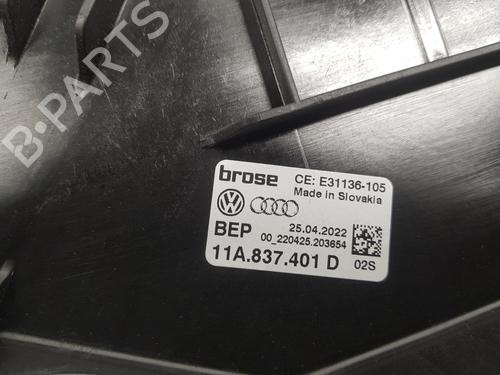 B-PARTS
brose CE: E31136-105
Made in Slovakia
BEP 25.04.2022
00_220425.203654
11A.837.401 D 02S